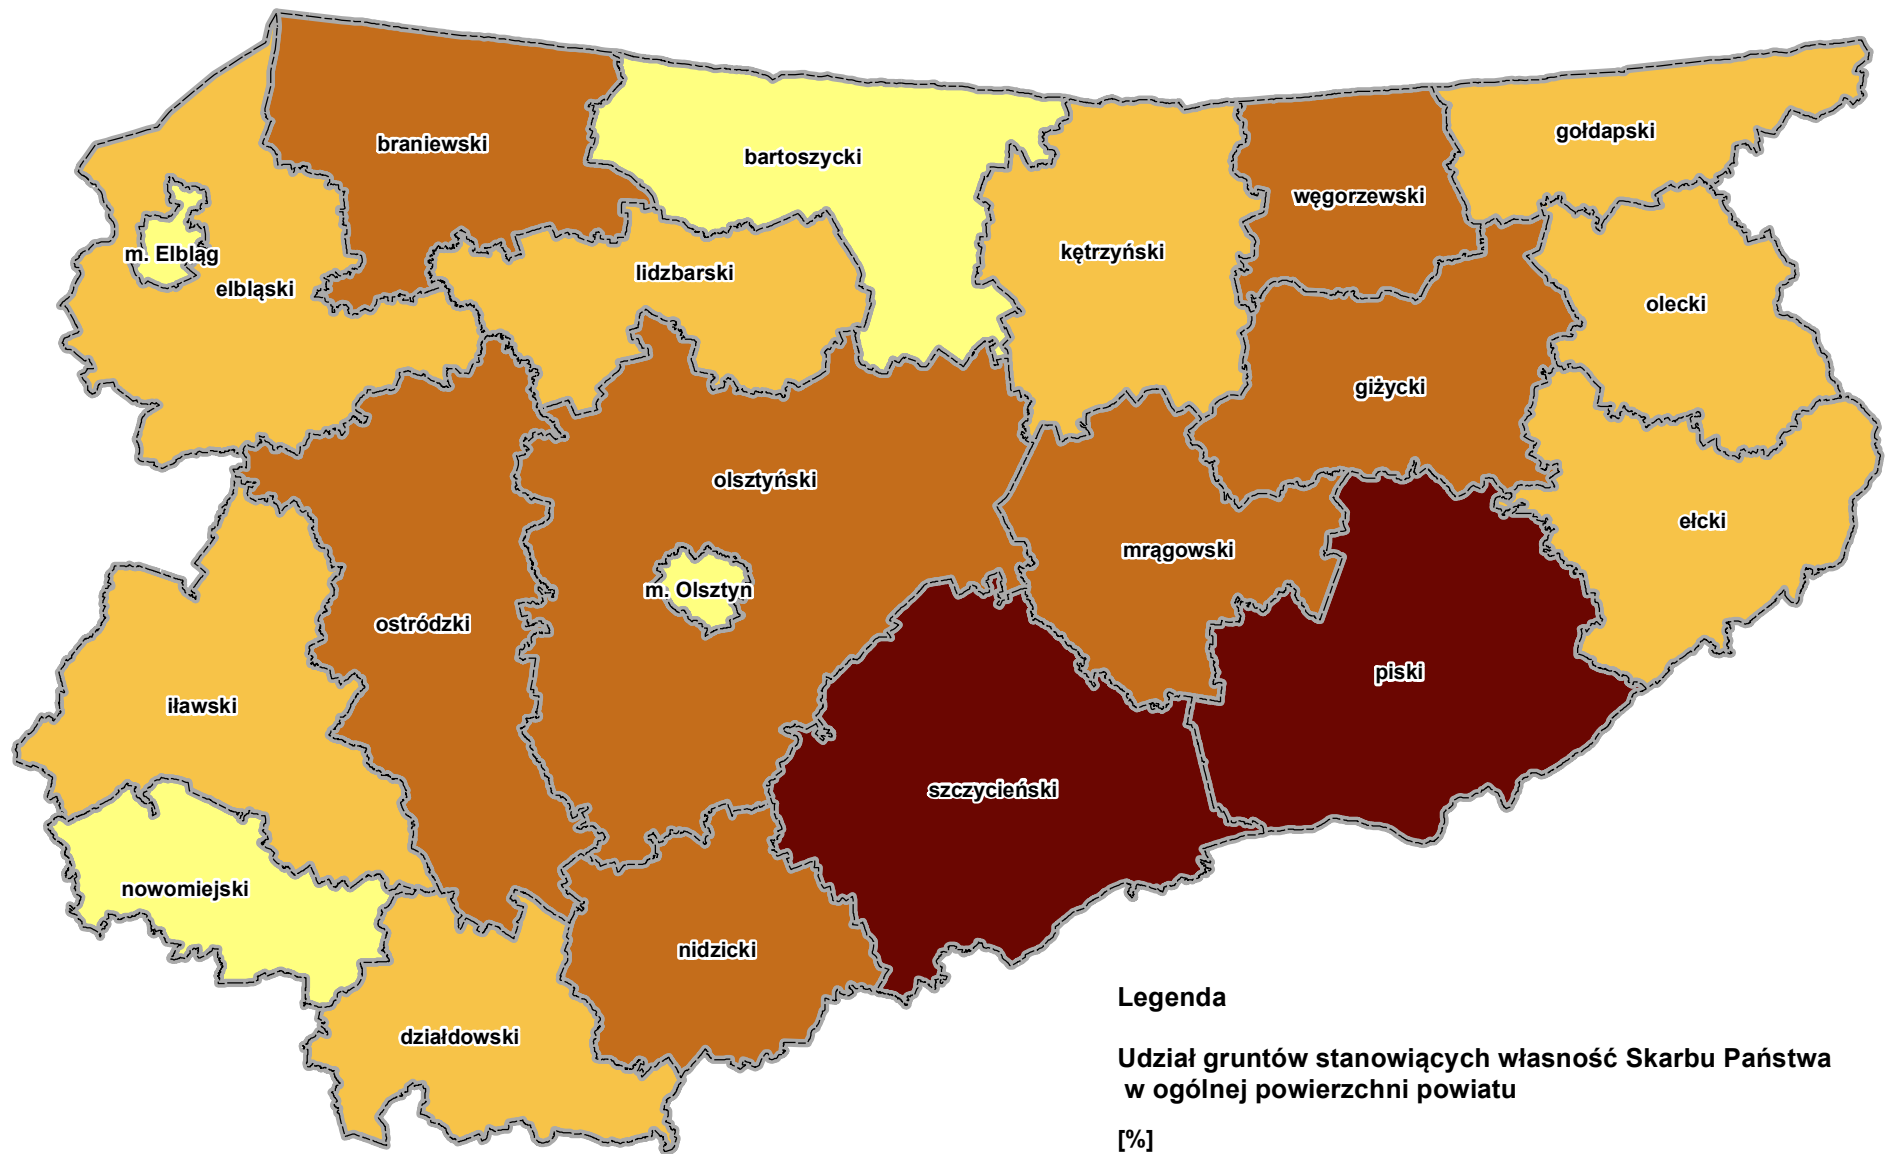 braniewski
bartoszycki
gołdapski
węgorzewski
m. Elbląg
elbląski
lidzbarski
kętrzyński
olecki
giżycki
olsztyński
ełcki
mrągowski
m. Olsztyn
ostródzki
piski
iławski
szczycieński
nowomiejski
nidzicki
działdowski
Legenda
Udział gruntów stanowiących własność Skarbu Państwa
w ogólnej powierzchni powiatu
[%]